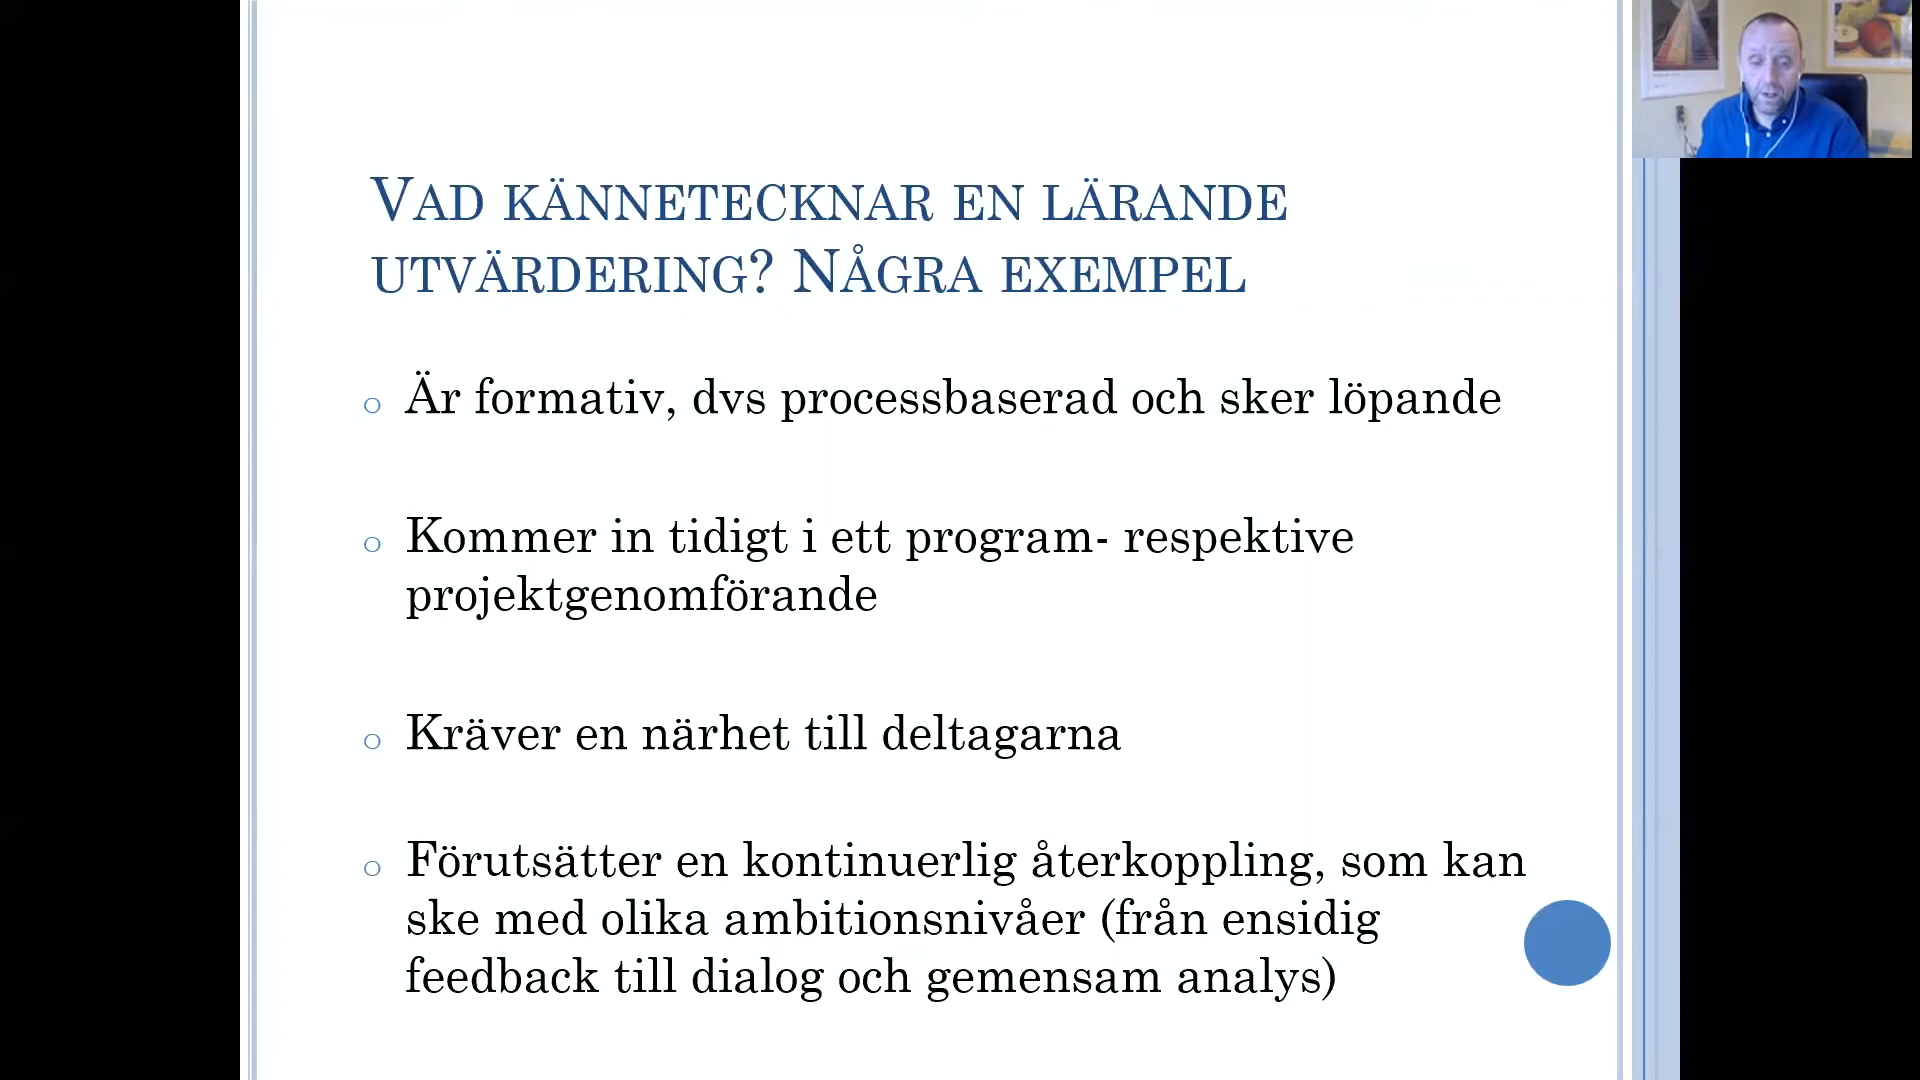 VAD KÄNNETECKNAR EN LÄRANDE
UTVÄRDERING? NÅGRA EXEMPEL
o Är formativ, dvs processbaserad och sker löpande
o Kommer in tidigt i ett program- respektive
projektgenomförande
o Kräver en närhet till deltagarna
o Förutsätter en kontinuerlig återkoppling, som kan
ske med olika ambitionsnivåer (från ensidig
feedback till dialog och gemensam analys)